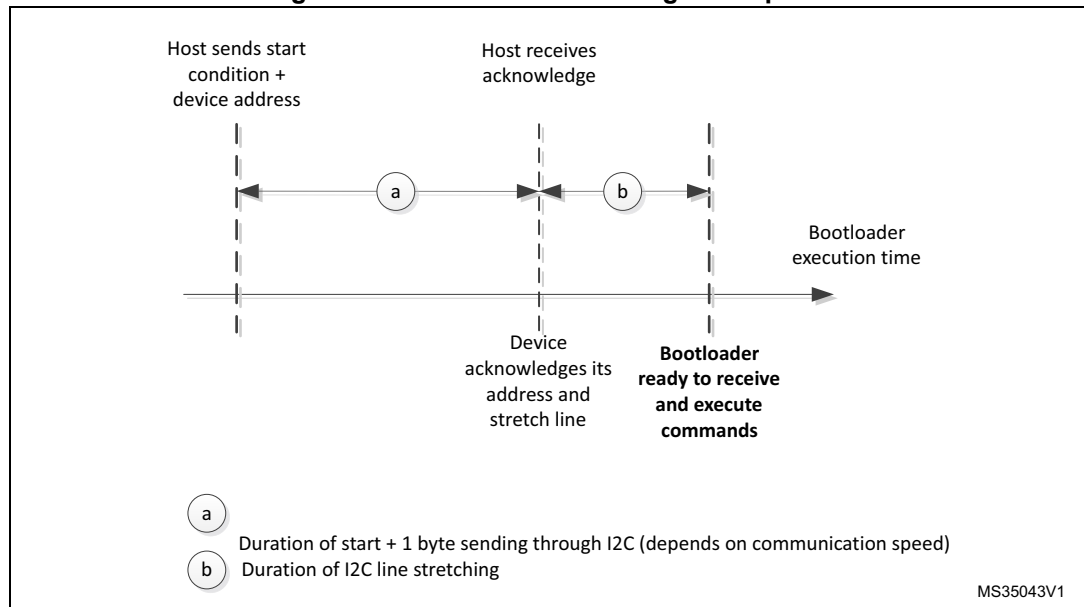 Host sends start
condition +
device address
Host receives
acknowledge
a
b
Bootloader
execution time
Device
acknowledges its
address and
stretch line
Bootloader
ready to receive
and execute
commands
a
Duration of start + 1 byte sending through I2C (depends on communication speed)
b Duration of I2C line stretching
MS35043V1